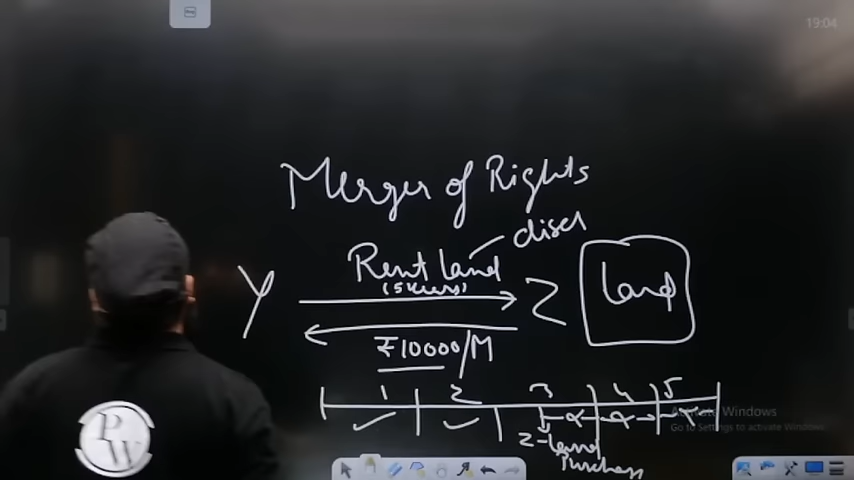 19:04
Merger of Rights
disch
Rent land
(5 years)
Y
Z
Land
₹10000/M
1 2 3 4 5
Activate Windows
Go to Settings to activate Windows.
Z-Land
Purchase
PW